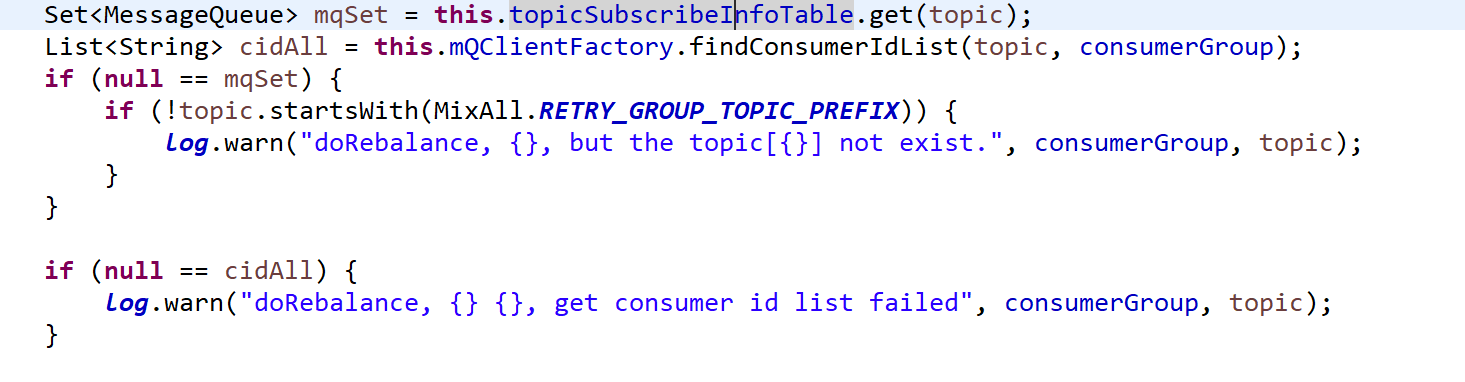 Set<MessageQueue> mqSet = this.topicSubscribeInfoTable.get(topic);
List<String> cidAll = this.mQClientFactory.findConsumerIdList(topic, consumerGroup);
if (null == mqSet) {
    if (!topic.startsWith(MixAll.RETRY_GROUP_TOPIC_PREFIX)) {
        log.warn("doRebalance, {}, but the topic[{}] not exist.", consumerGroup, topic);
    }
}

if (null == cidAll) {
    log.warn("doRebalance, {} {}, get consumer id list failed", consumerGroup, topic);
}